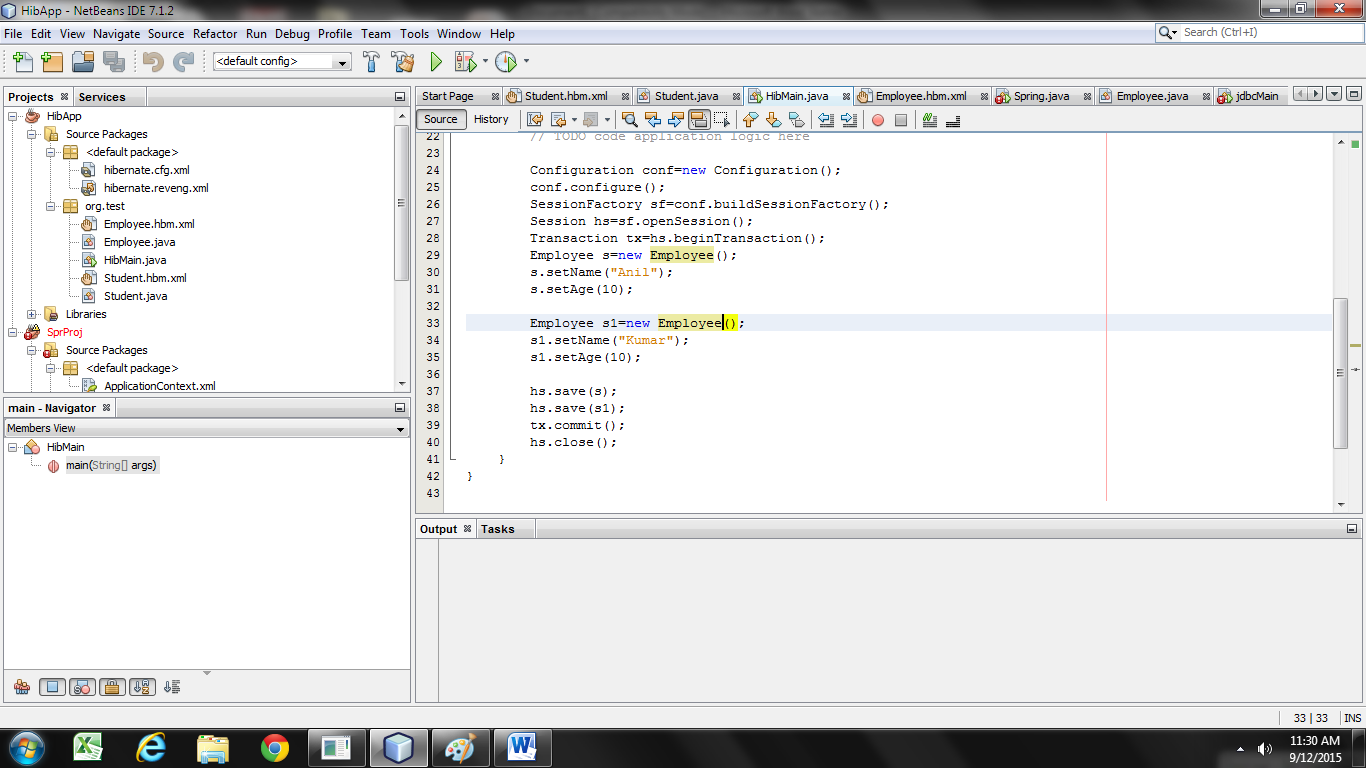 HibApp - NetBeans IDE 7.1.2
File Edit View Navigate Source Refactor Run Debug Profile Team Tools Window Help
Search (Ctrl+I)
<default config>
Projects Services
HibApp
Source Packages
<default package>
hibernate.cfg.xml
hibernate.reveng.xml
org.test
Employee.hbm.xml
Employee.java
HibMain.java
Student.hbm.xml
Student.java
Libraries
SprProj
Source Packages
<default package>
ApplicationContext.xml
main - Navigator
Members View
HibMain
main(String[] args)
Start Page Student.hbm.xml Student.java HibMain.java Employee.hbm.xml Spring.java Employee.java jdbcMain
Source History
22 // TODO code application logic here
23
24 Configuration conf=new Configuration();
25 conf.configure();
26 SessionFactory sf=conf.buildSessionFactory();
27 Session hs=sf.openSession();
28 Transaction tx=hs.beginTransaction();
29 Employee s=new Employee();
30 s.setName("Anil");
31 s.setAge(10);
32
33 Employee s1=new Employee();
34 s1.setName("Kumar");
35 s1.setAge(10);
36
37 hs.save(s);
38 hs.save(s1);
39 tx.commit();
40 hs.close();
41 }
42 }
43
Output Tasks
33 | 33 INS
11:30 AM
9/12/2015